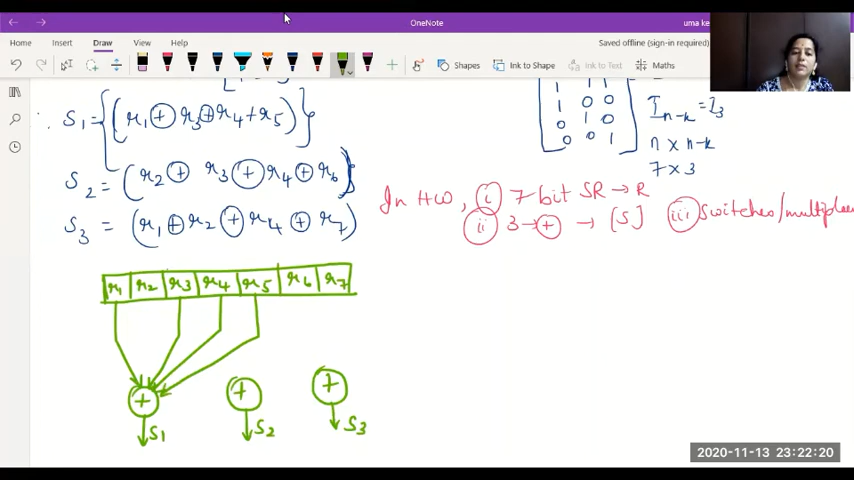 OneNote
uma ke
Home Insert Draw View Help
Saved offline (sign-in required)
Shapes Ink to Shape Ink to Text Maths
S1 = {(r1 ⊕ r3 ⊕ r4 + r5)}
S2 = (r2 ⊕ r3 ⊕ r4 ⊕ r6)
S3 = (r1 ⊕ r2 ⊕ r4 ⊕ r7)
1 0 0
0 1 0
0 0 1
I n-k = I3
n x n-k
7 x 3
In HW, (i) 7 bit SR → R
(ii) 3 → ⊕ → [S] (iii) Switches/multiplexe
r1 r2 r3 r4 r5 r6 r7
+ + +
S1 S2 S3
2020-11-13 23:22:20